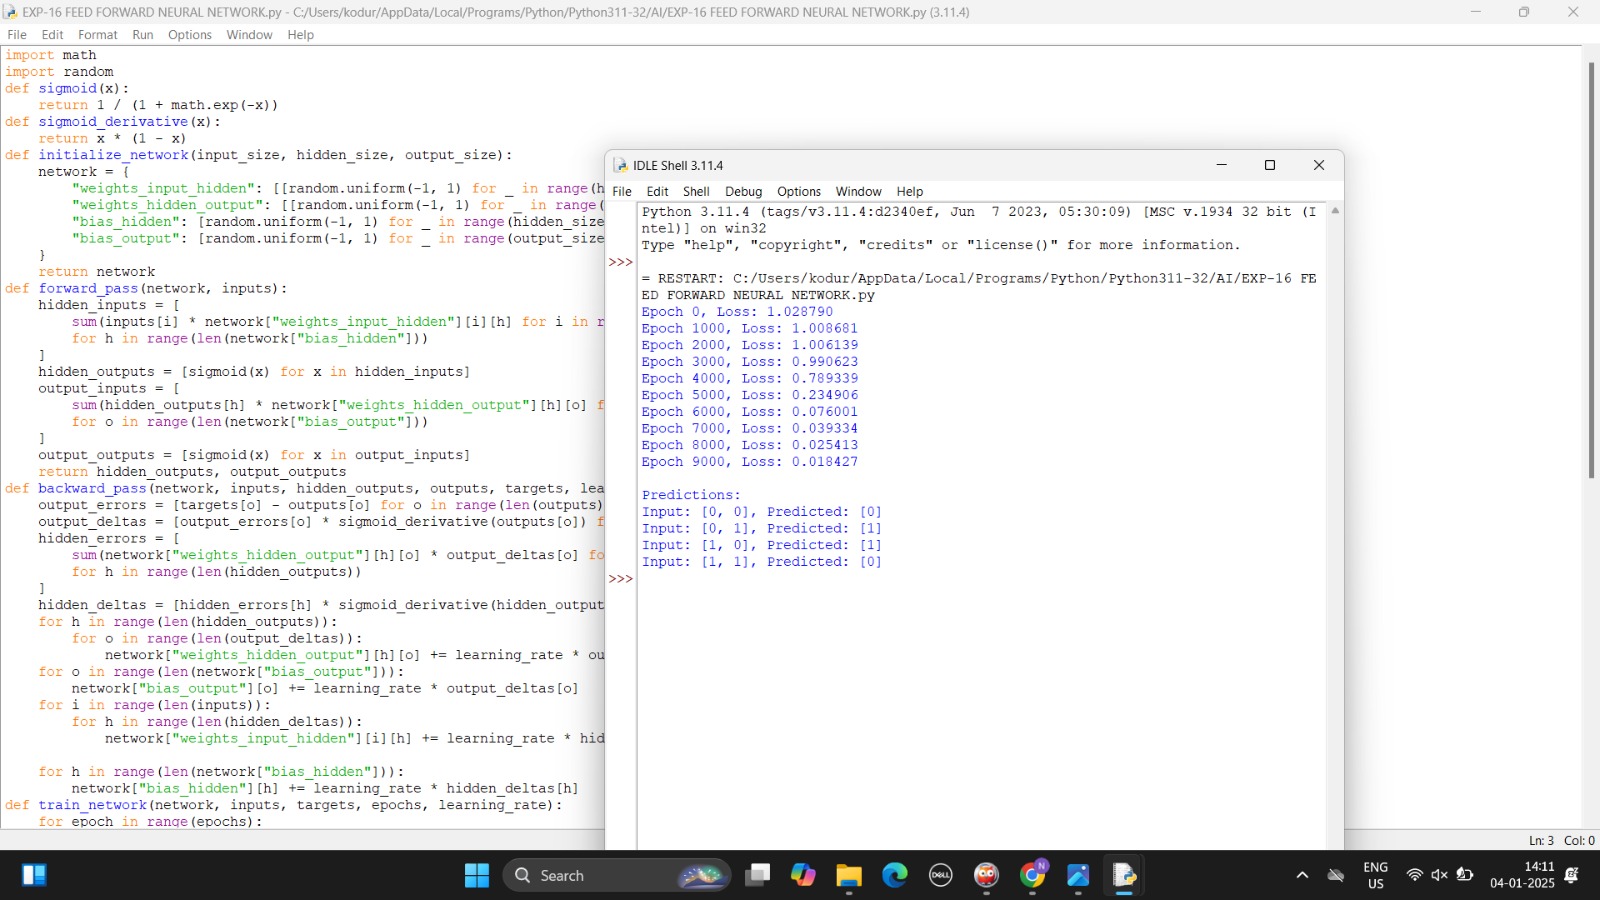 EXP-16 FEED FORWARD NEURAL NETWORK.py - C:/Users/kodur/AppData/Local/Programs/Python/Python311-32/AI/EXP-16 FEED FORWARD NEURAL NETWORK.py (3.11.4)
File Edit Format Run Options Window Help
import math
import random
def sigmoid(x):
    return 1 / (1 + math.exp(-x))
def sigmoid_derivative(x):
    return x * (1 - x)
def initialize_network(input_size, hidden_size, output_size):
    network = {
        "weights_input_hidden": [[random.uniform(-1, 1) for _ in range(h
        "weights_hidden_output": [[random.uniform(-1, 1) for _ in range(
        "bias_hidden": [random.uniform(-1, 1) for _ in range(hidden_size
        "bias_output": [random.uniform(-1, 1) for _ in range(output_size
    }
    return network
def forward_pass(network, inputs):
    hidden_inputs = [
        sum(inputs[i] * network["weights_input_hidden"][i][h] for i in r
        for h in range(len(network["bias_hidden"]))
    ]
    hidden_outputs = [sigmoid(x) for x in hidden_inputs]
    output_inputs = [
        sum(hidden_outputs[h] * network["weights_hidden_output"][h][o] f
        for o in range(len(network["bias_output"]))
    ]
    output_outputs = [sigmoid(x) for x in output_inputs]
    return hidden_outputs, output_outputs
def backward_pass(network, inputs, hidden_outputs, outputs, targets, lea
    output_errors = [targets[o] - outputs[o] for o in range(len(outputs)
    output_deltas = [output_errors[o] * sigmoid_derivative(outputs[o]) f
    hidden_errors = [
        sum(network["weights_hidden_output"][h][o] * output_deltas[o] fo
        for h in range(len(hidden_outputs))
    ]
    hidden_deltas = [hidden_errors[h] * sigmoid_derivative(hidden_output
    for h in range(len(hidden_outputs)):
        for o in range(len(output_deltas)):
            network["weights_hidden_output"][h][o] += learning_rate * ou
    for o in range(len(network["bias_output"])):
        network["bias_output"][o] += learning_rate * output_deltas[o]
    for i in range(len(inputs)):
        for h in range(len(hidden_deltas)):
            network["weights_input_hidden"][i][h] += learning_rate * hid
    for h in range(len(network["bias_hidden"])):
        network["bias_hidden"][h] += learning_rate * hidden_deltas[h]
def train_network(network, inputs, targets, epochs, learning_rate):
    for epoch in range(epochs):
IDLE Shell 3.11.4
File Edit Shell Debug Options Window Help
Python 3.11.4 (tags/v3.11.4:d2340ef, Jun  7 2023, 05:30:09) [MSC v.1934 32 bit (I
ntel)] on win32
Type "help", "copyright", "credits" or "license()" for more information.
>>>
= RESTART: C:/Users/kodur/AppData/Local/Programs/Python/Python311-32/AI/EXP-16 FE
ED FORWARD NEURAL NETWORK.py
Epoch 0, Loss: 1.028790
Epoch 1000, Loss: 1.008681
Epoch 2000, Loss: 1.006139
Epoch 3000, Loss: 0.990623
Epoch 4000, Loss: 0.789339
Epoch 5000, Loss: 0.234906
Epoch 6000, Loss: 0.076001
Epoch 7000, Loss: 0.039334
Epoch 8000, Loss: 0.025413
Epoch 9000, Loss: 0.018427
Predictions:
Input: [0, 0], Predicted: [0]
Input: [0, 1], Predicted: [1]
Input: [1, 0], Predicted: [1]
Input: [1, 1], Predicted: [0]
>>>
Ln: 3 Col: 0
Search
DELL
N
ENG
US
14:11
04-01-2025